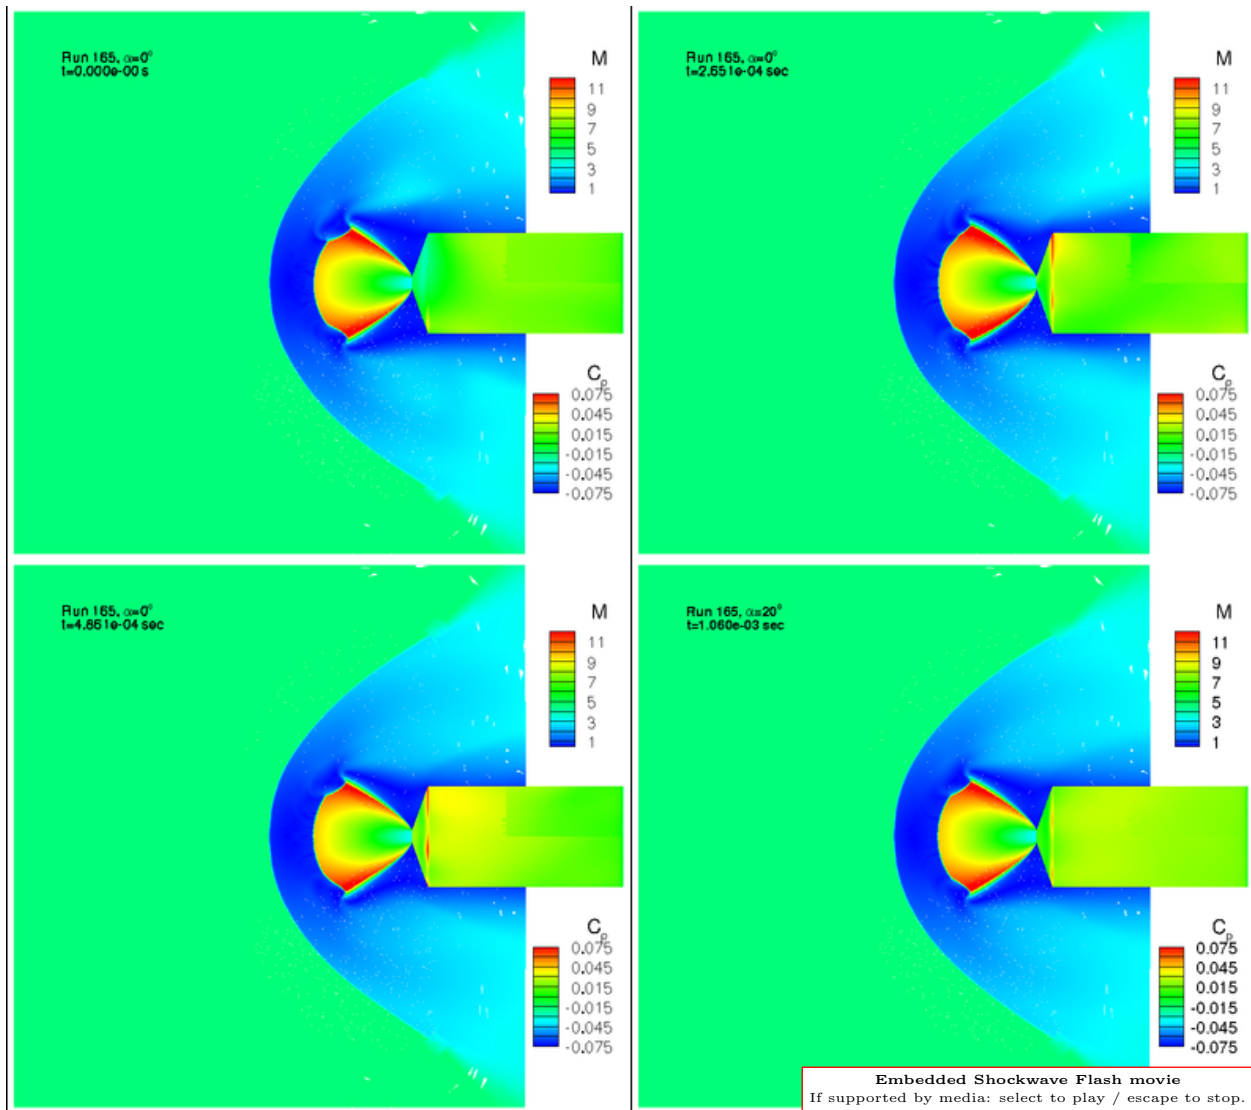 Run 165, α=0°
t=0.000e-00 s
M
11
9
7
5
3
1
Cp
0.075
0.045
0.015
-0.015
-0.045
-0.075
Run 165, α=0°
t=2.651e-04 sec
M
11
9
7
5
3
1
Cp
0.075
0.045
0.015
-0.015
-0.045
-0.075
Run 165, α=0°
t=4.861e-04 sec
M
11
9
7
5
3
1
Cp
0.075
0.045
0.015
-0.015
-0.045
-0.075
Run 165, α=20°
t=1.060e-03 sec
M
11
9
7
5
3
1
Cp
0.075
0.045
0.015
-0.015
-0.045
-0.075
Embedded Shockwave Flash movie
If supported by media: select to play / escape to stop.